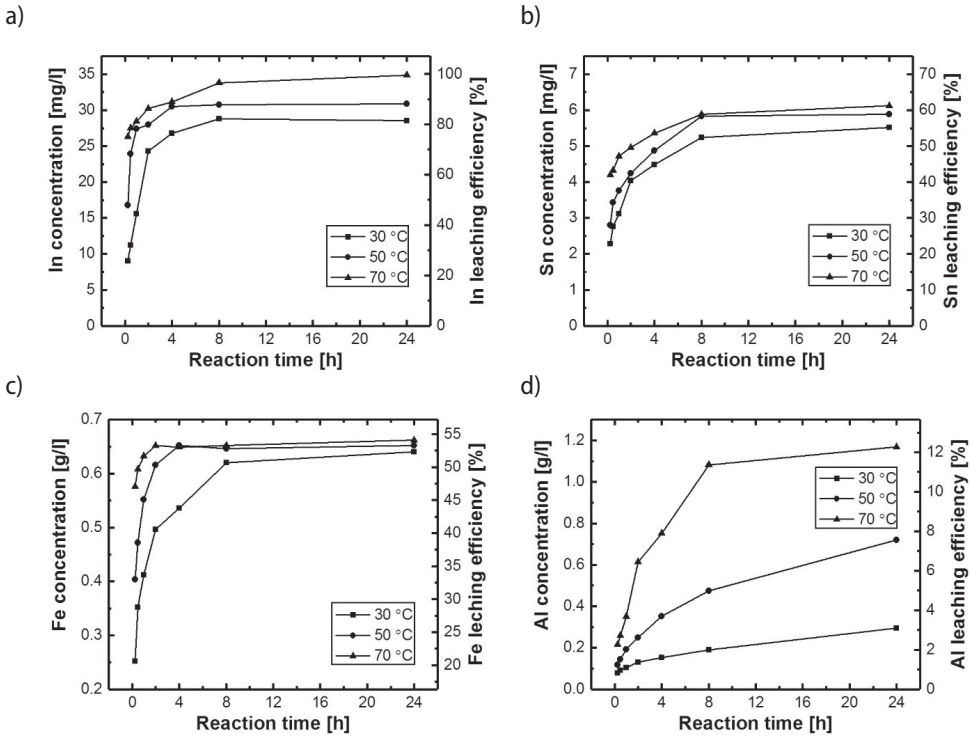 a)
In concentration [mg/l]
35
30
25
20
15
10
5
0
0 4 8 12 16 20 24
Reaction time [h]
100
80
60
40
20
0
In leaching efficiency [%]
30 °C
50 °C
70 °C
b)
Sn concentration [mg/l]
7
6
5
4
3
2
1
0
0 4 8 12 16 20 24
Reaction time [h]
70
60
50
40
30
20
10
0
Sn leaching efficiency [%]
30 °C
50 °C
70 °C
c)
Fe concentration [g/l]
0.7
0.6
0.5
0.4
0.3
0.2
0 4 8 12 16 20 24
Reaction time [h]
55
50
45
40
35
30
25
20
Fe leching efficiency [%]
30 °C
50 °C
70 °C
d)
Al concentration [g/l]
1.2
1.0
0.8
0.6
0.4
0.2
0.0
0 4 8 12 16 20 24
Reaction time [h]
12
10
8
6
4
2
0
Al leaching efficiency [%]
30 °C
50 °C
70 °C